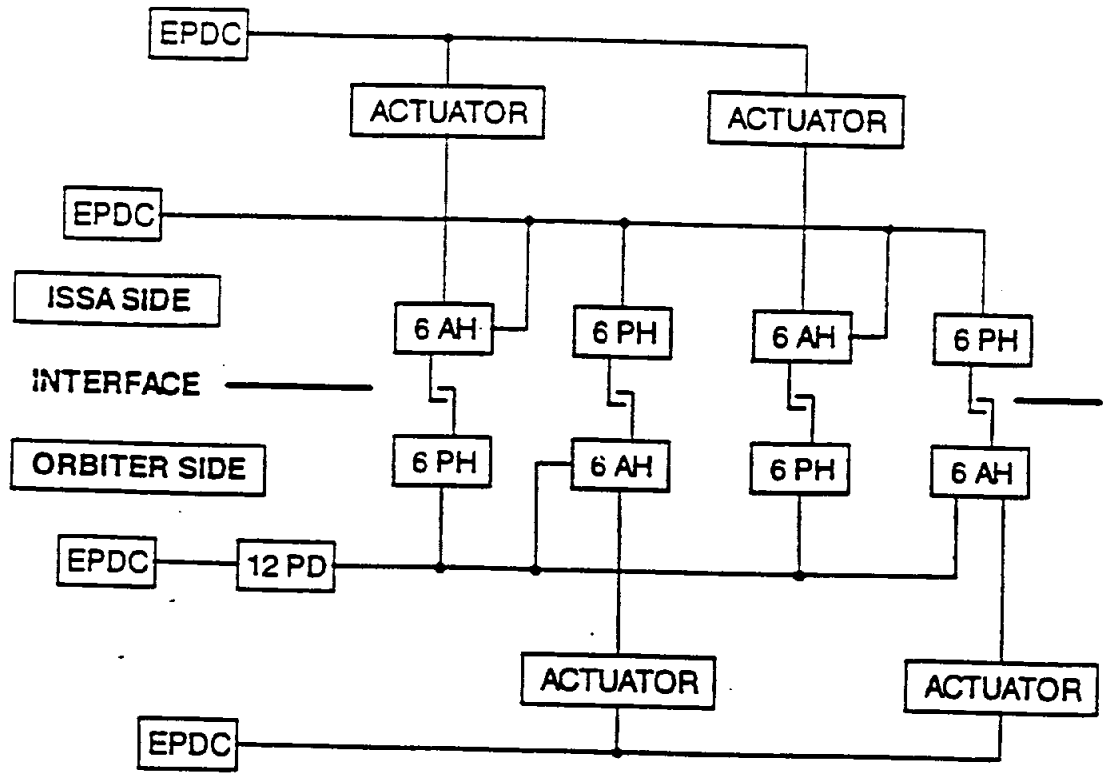 EPDC
ACTUATOR
ACTUATOR
EPDC
ISSA SIDE
6 AH
6 PH
6 AH
6 PH
INTERFACE
ORBITER SIDE
6 PH
6 AH
6 PH
6 AH
EPDC
12 PD
ACTUATOR
ACTUATOR
EPDC